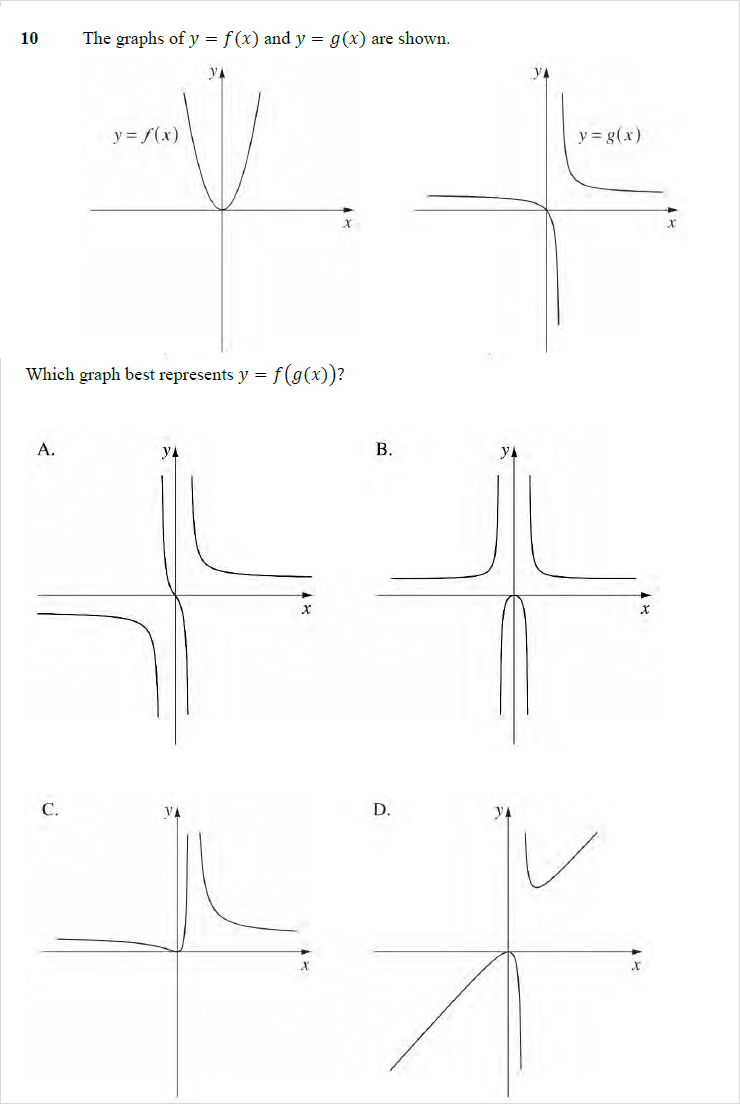 10 The graphs of y = f(x) and y = g(x) are shown.
y y
y = f(x) y = g(x)
x x
Which graph best represents y = f(g(x))?
A. y B. y
x x
C. y D. y
x x